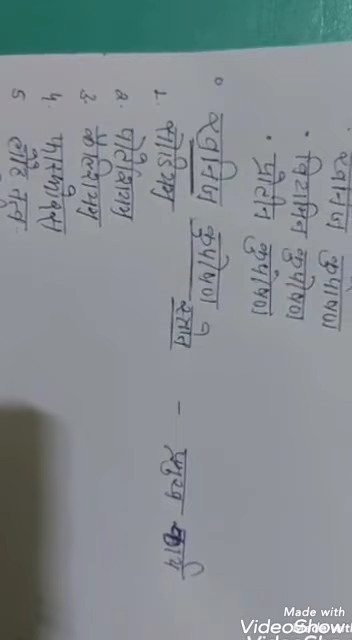 खनिज कुपोषण
• विटामिन कुपोषण
• प्रोटीन कुपोषण
० खनिज कुपोषण
स्त्रोत - मुख्य कार्य
1. सोडियम
2. पोटेशियम
3. कैल्शियम
4. फास्फोरस
5 लौह तत्व
Made with
VideoShow